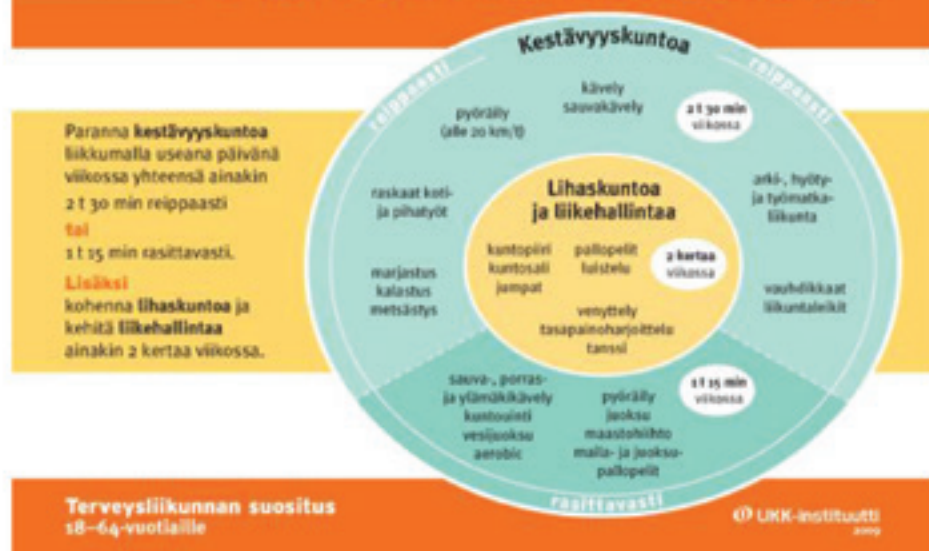 Paranna kestävyyskuntoa
liikkumalla useana päivänä
viikossa yhteensä ainakin
2 t 30 min reippaasti
tai
1 t 15 min rasittavasti.
Lisäksi
kohenna lihaskuntoa ja
kehitä liikehallintaa
ainakin 2 kertaa viikossa.
Kestävyyskuntoa
reippaasti
reippaasti
kävely
sauvakävely
2 t 30 min
viikossa
pyöräily
(alle 20 km/t)
raskaat koti-
ja pihatyöt
marjastus
kalastus
metsästys
arki-, hyöty-
ja työmatka-
liikunta
vauhdikkaat
liikuntaleikit
Lihaskuntoa
ja liikehallintaa
kuntopiiri
kuntosali
jumpat
pallopelit
luistelu
2 kertaa
viikossa
venyttely
tasapainoharjoittelu
tanssi
sauva-, porras-
ja ylämäkikävely
kuntouinti
vesijuoksu
aerobic
pyöräily
juoksu
maastohiihto
maila- ja juoksu-
pallopelit
1 t 15 min
viikossa
rasittavasti
Terveysliikunnan suositus
18–64-vuotiaille
UKK-instituutti
2009